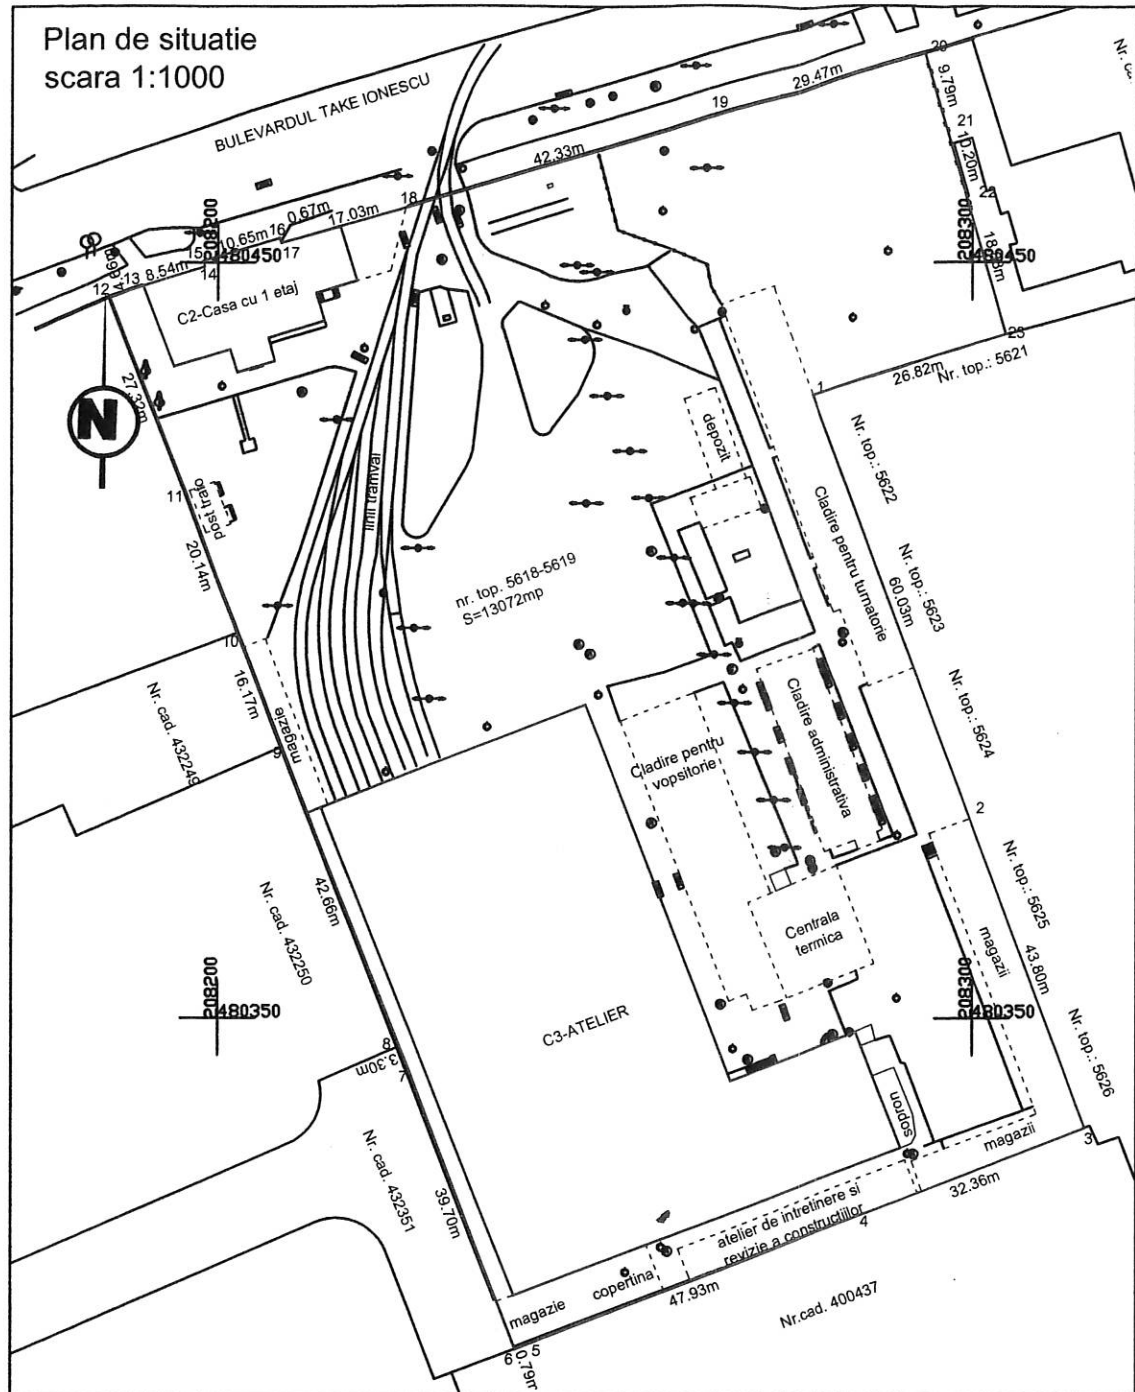 Plan de situatie
scara 1:1000
BULEVARDUL TAKE IONESCU
20
29.47m
19
9.79m
21
10.20m
22
42.33m
18
17.03m
0.67m
16
10.65m
17
15
14
8.54m
13
12
208200
2480450
208300
2480450
23
26.82m
Nr. top.: 5621
1
C2-Casa cu 1 etaj
27.32m
N
depozit
Nr. top.: 5622
11
post trafo
linii tramvai
Cladire pentru turnatorie
20.14m
nr. top. 5618-5619
S=13072mp
Nr. top.: 5623
60.03m
10
16.17m
magazie
Nr. cad. 432249
9
Cladire pentru
vopsitorie
Cladire administrativa
Nr. top.: 5624
2
42.66m
Nr. cad. 432250
Centrala
termica
Nr. top.: 5625
magazii
43.80m
208200
2480350
208300
2480350
C3-ATELIER
8
3.30m
7
Nr. top.: 5626
sopron
magazii
3
Nr. cad. 432351
39.70m
32.36m
atelier de intretinere si
revizie a constructiilor
4
copertina
magazie
47.93m
Nr.cad. 400437
6
5
0.79m